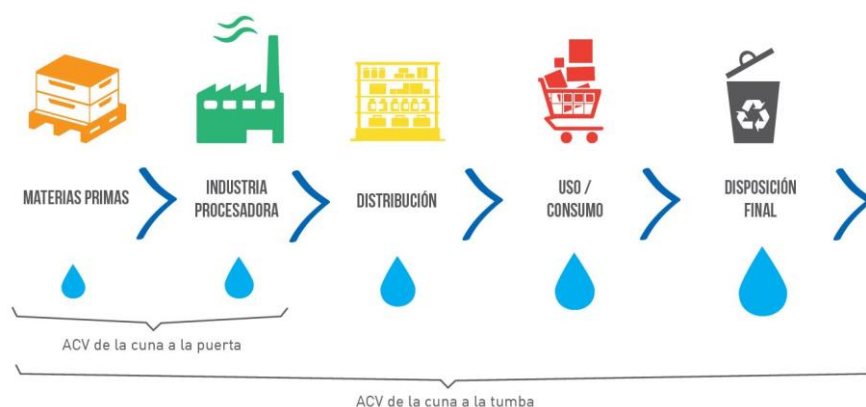 MATERIAS PRIMAS
INDUSTRIA
PROCESADORA
DISTRIBUCIÓN
USO /
CONSUMO
DISPOSICIÓN
FINAL
ACV de la cuna a la puerta
ACV de la cuna a la tumba